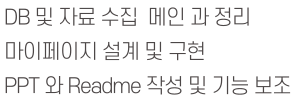 DB 및 자료 수집 메인 과 정리
마이페이지 설계 및 구현
PPT 와 Readme 작성 및 기능 보조